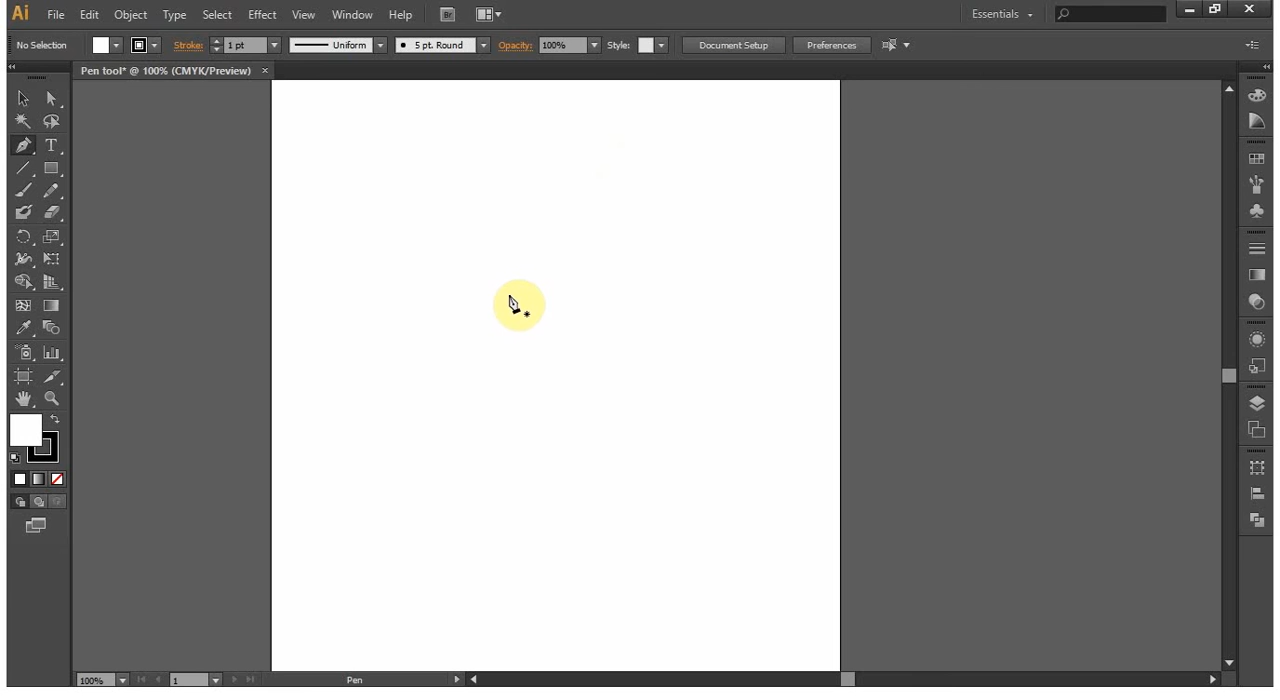 Ai File Edit Object Type Select Effect View Window Help Br Essentials
No Selection Stroke: 1 pt Uniform 5 pt. Round Opacity: 100% Style: Document Setup Preferences
Pen tool* @ 100% (CMYK/Preview) ×
T
100% 1 Pen